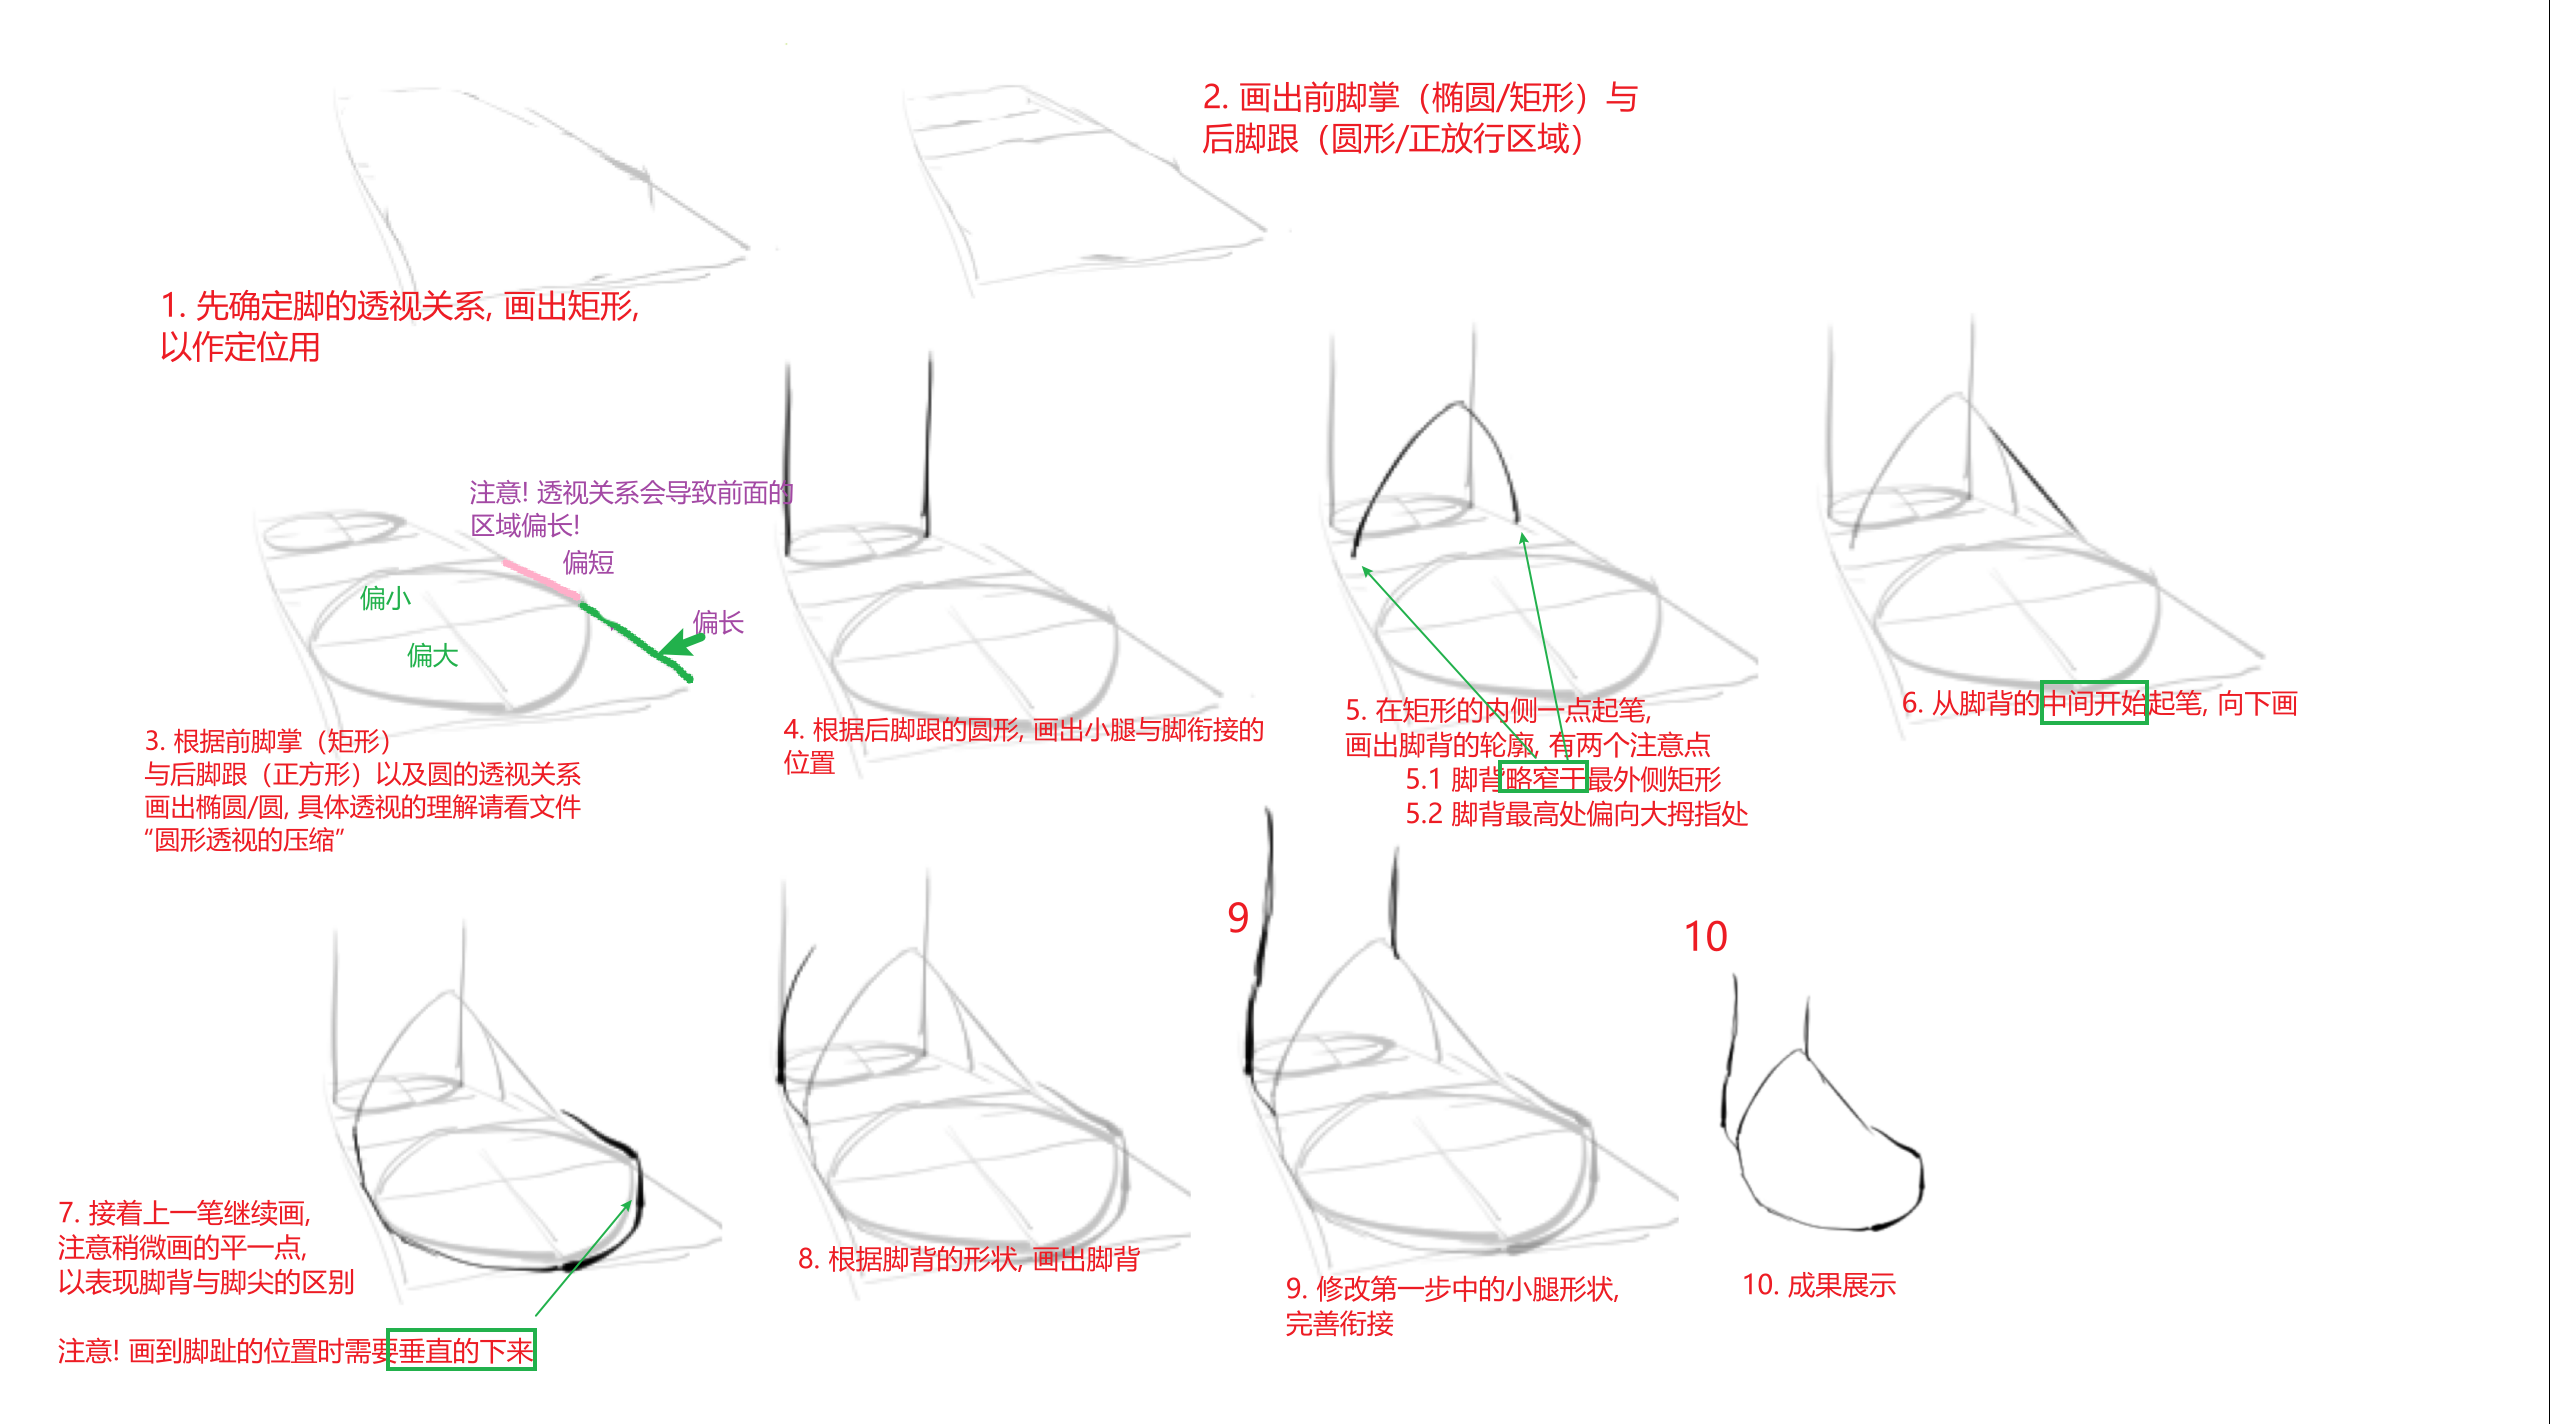 1. 先确定脚的透视关系, 画出矩形,
以作定位用
2. 画出前脚掌（椭圆/矩形）与
后脚跟（圆形/正放行区域）
注意! 透视关系会导致前面的
区域偏长!
偏短
偏长
偏小
偏大
3. 根据前脚掌（矩形）
与后脚跟（正方形）以及圆的透视关系
画出椭圆/圆, 具体透视的理解请看文件
“圆形透视的压缩”
4. 根据后脚跟的圆形, 画出小腿与脚衔接的
位置
5. 在矩形的内侧一点起笔,
画出脚背的轮廓, 有两个注意点
5.1 脚背略窄于最外侧矩形
5.2 脚背最高处偏向大拇指处
6. 从脚背的中间开始起笔, 向下画
7. 接着上一笔继续画,
注意稍微画的平一点,
以表现脚背与脚尖的区别
注意! 画到脚趾的位置时需要垂直的下来
8. 根据脚背的形状, 画出脚背
9
9. 修改第一步中的小腿形状,
完善衔接
10
10. 成果展示